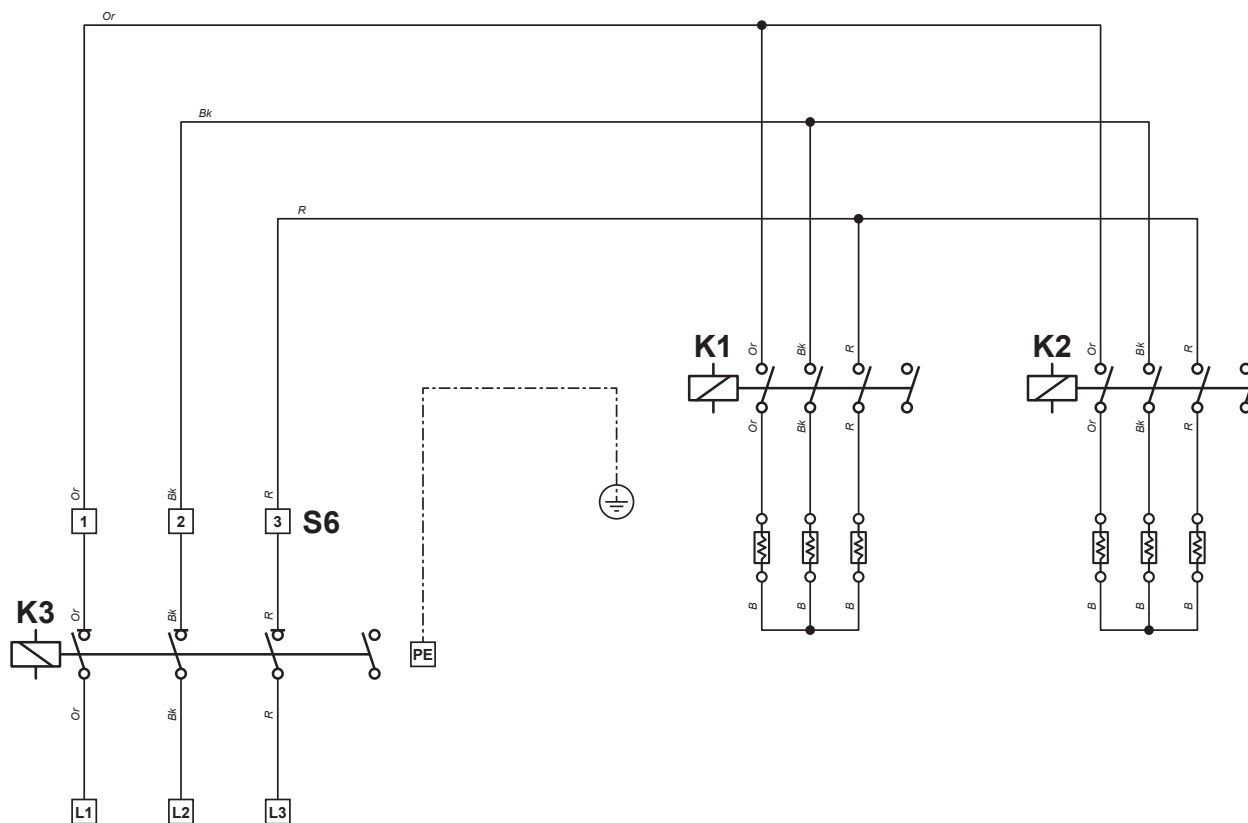 Or
Bk
R
K1 Or Bk R
K2 Or Bk R
Or Bk R
Or Bk R
Or Bk R
1 2 3 S6
K3 Or Bk R
B B B
B B B
PE
Or Bk R
L1 L2 L3